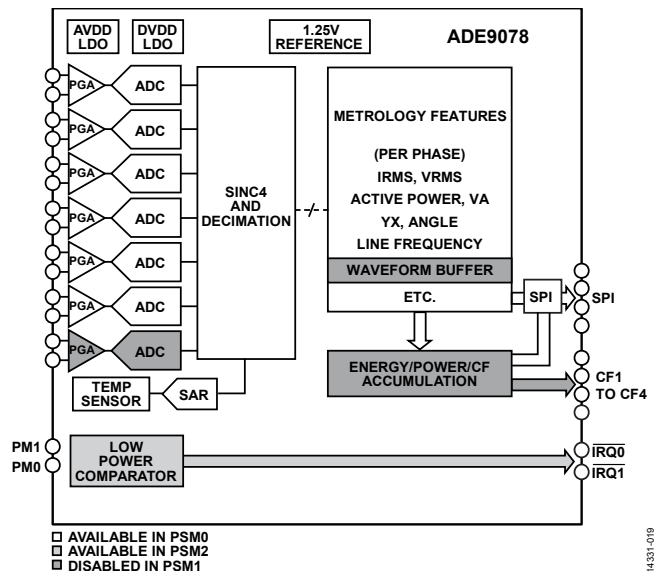 AVDD
LDO
DVDD
LDO
1.25V
REFERENCE
ADE9078
PGA
ADC
PGA
ADC
PGA
ADC
PGA
ADC
PGA
ADC
PGA
ADC
PGA
ADC
SINC4
AND
DECIMATION
METROLOGY FEATURES
(PER PHASE)
IRMS, VRMS
ACTIVE POWER, VA
YX, ANGLE
LINE FREQUENCY
WAVEFORM BUFFER
ETC.
SPI
SPI
ENERGY/POWER/CF
ACCUMULATION
CF1
TO CF4
TEMP
SENSOR
SAR
PM1
PM0
LOW
POWER
COMPARATOR
IRQ0
IRQ1
AVAILABLE IN PSM0
AVAILABLE IN PSM2
DISABLED IN PSM1
14331-019